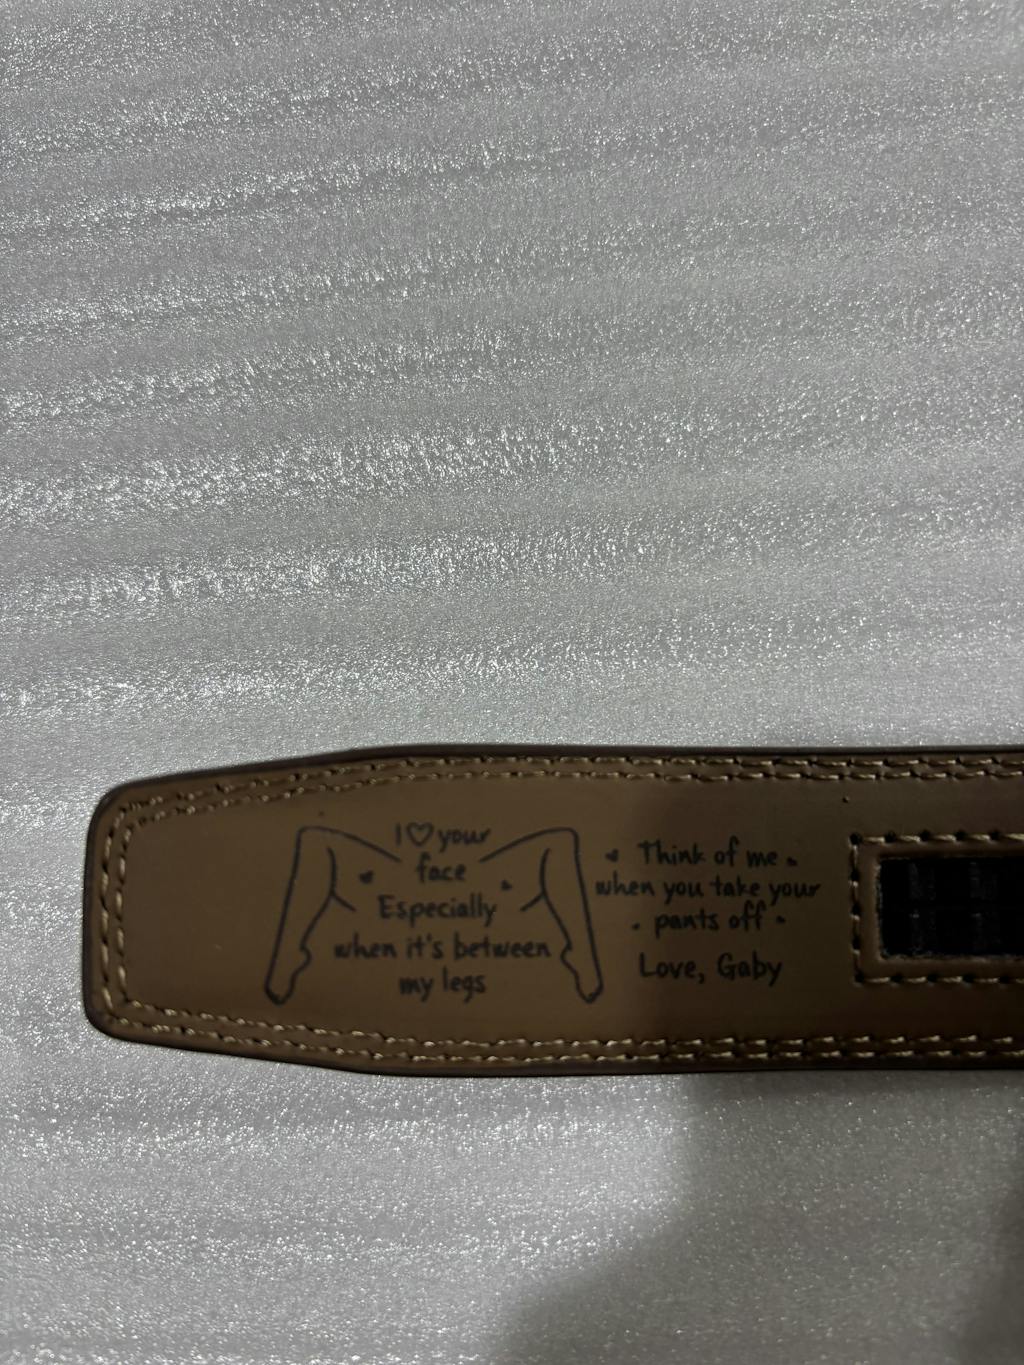 I ♡ your
face
Especially
when it's between
my legs
Think of me
when you take your
pants off
Love, Gaby